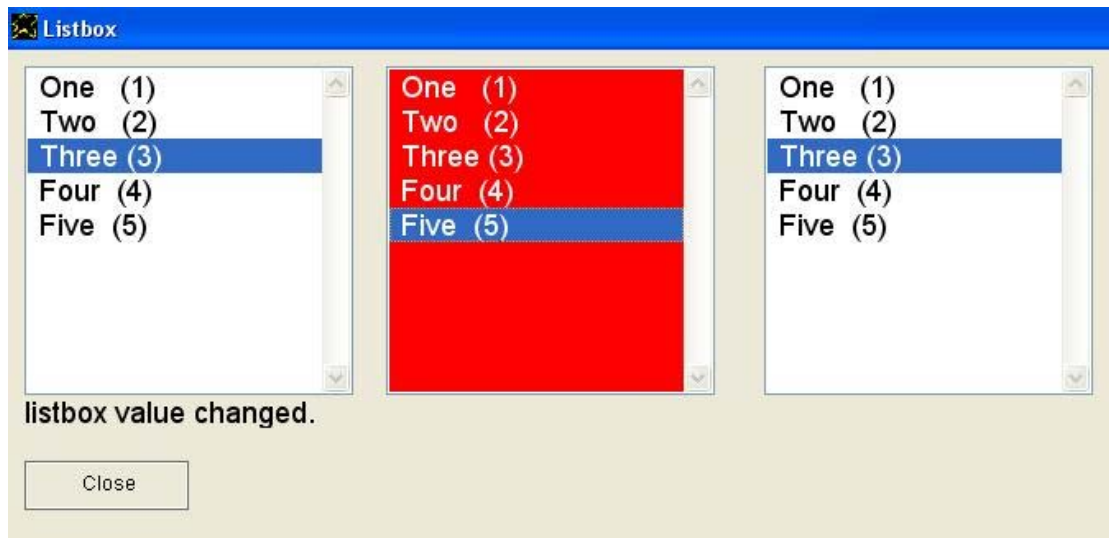 Listbox
One (1)
Two (2)
Three (3)
Four (4)
Five (5)
One (1)
Two (2)
Three (3)
Four (4)
Five (5)
One (1)
Two (2)
Three (3)
Four (4)
Five (5)
listbox value changed.
Close